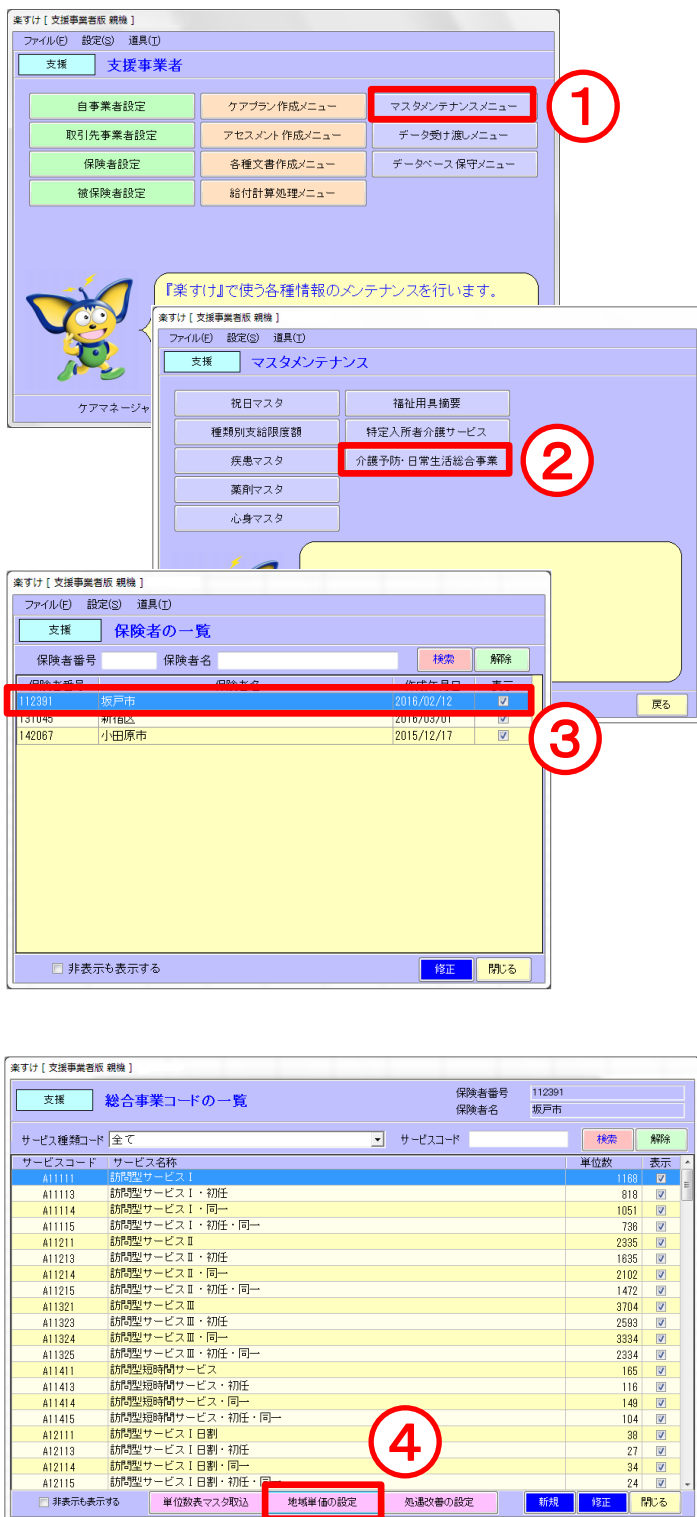 楽すけ [ 支援事業者版 親機 ]
ファイル(F) 設定(S) 道具(T)
支援 支援事業者
自事業者設定 ケアプラン作成メニュー マスタメンテナンスメニュー ①
取引先事業者設定 アセスメント作成メニュー データ受け渡しメニュー
保険者設定 各種文書作成メニュー データベース保守メニュー
被保険者設定 給付計算処理メニュー
『楽すけ』で使う各種情報のメンテナンスを行います。
ケアマネージャ
楽すけ [ 支援事業者版 親機 ]
ファイル(F) 設定(S) 道具(T)
支援 マスタメンテナンス
祝日マスタ 福祉用具摘要
種類別支給限度額 特定入所者介護サービス
疾患マスタ 介護予防・日常生活総合事業 ②
薬剤マスタ
心身マスタ
戻る
楽すけ [ 支援事業者版 親機 ]
ファイル(F) 設定(S) 道具(T)
支援 保険者の一覧
保険者番号 保険者名 検索 解除
保険者番号 保険者名 作成年月日 表示
112391 坂戸市 2016/02/12
131045 新宿区 2016/03/01
142067 小田原市 2015/12/17
③
非表示も表示する 修正 閉じる
楽すけ [ 支援事業者版 親機 ]
支援 総合事業コードの一覧 保険者番号 112391
保険者名 坂戸市
サービス種類コード 全て サービスコード 検索 解除
サービスコード サービス名称 単位数 表示
A11111 訪問型サービスⅠ 1168
A11113 訪問型サービスⅠ・初任 818
A11114 訪問型サービスⅠ・同一 1051
A11115 訪問型サービスⅠ・初任・同一 736
A11211 訪問型サービスⅡ 2335
A11213 訪問型サービスⅡ・初任 1635
A11214 訪問型サービスⅡ・同一 2102
A11215 訪問型サービスⅡ・初任・同一 1472
A11321 訪問型サービスⅢ 3704
A11323 訪問型サービスⅢ・初任 2593
A11324 訪問型サービスⅢ・同一 3334
A11325 訪問型サービスⅢ・初任・同一 2334
A11411 訪問型短時間サービス 165
A11413 訪問型短時間サービス・初任 116
A11414 訪問型短時間サービス・同一 149
A11415 訪問型短時間サービス・初任・同一 104
A12111 訪問型サービスⅠ日割 38
A12113 訪問型サービスⅠ日割・初任 27
A12114 訪問型サービスⅠ日割・同一 34
A12115 訪問型サービスⅠ日割・初任・同一 24
④
非表示も表示する 単位数表マスタ取込 地域単価の設定 処遇改善の設定 新規 修正 閉じる